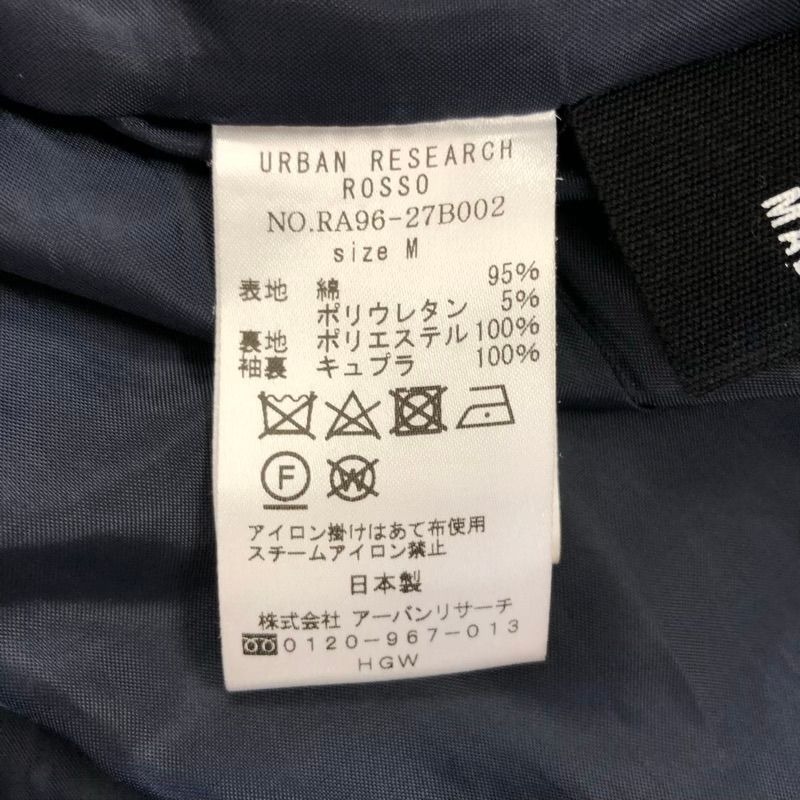 URBAN RESEARCH
ROSSO
NO.RA96-27B002
size M
表地 綿 95%
ポリウレタン 5%
裏地 ポリエステル 100%
袖裏 キュプラ 100%
F
W
アイロン掛けはあて布使用
スチームアイロン禁止
日本製
株式会社 アーバンリサーチ
0120-967-013
HGW